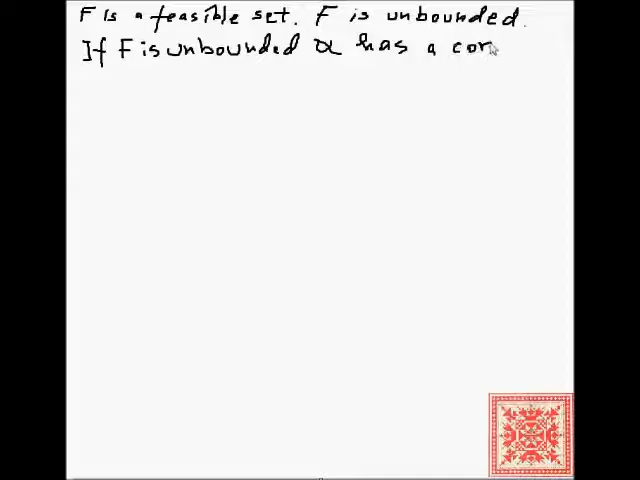 F is a feasible set. F is unbounded.
If F is unbounded & has a cor